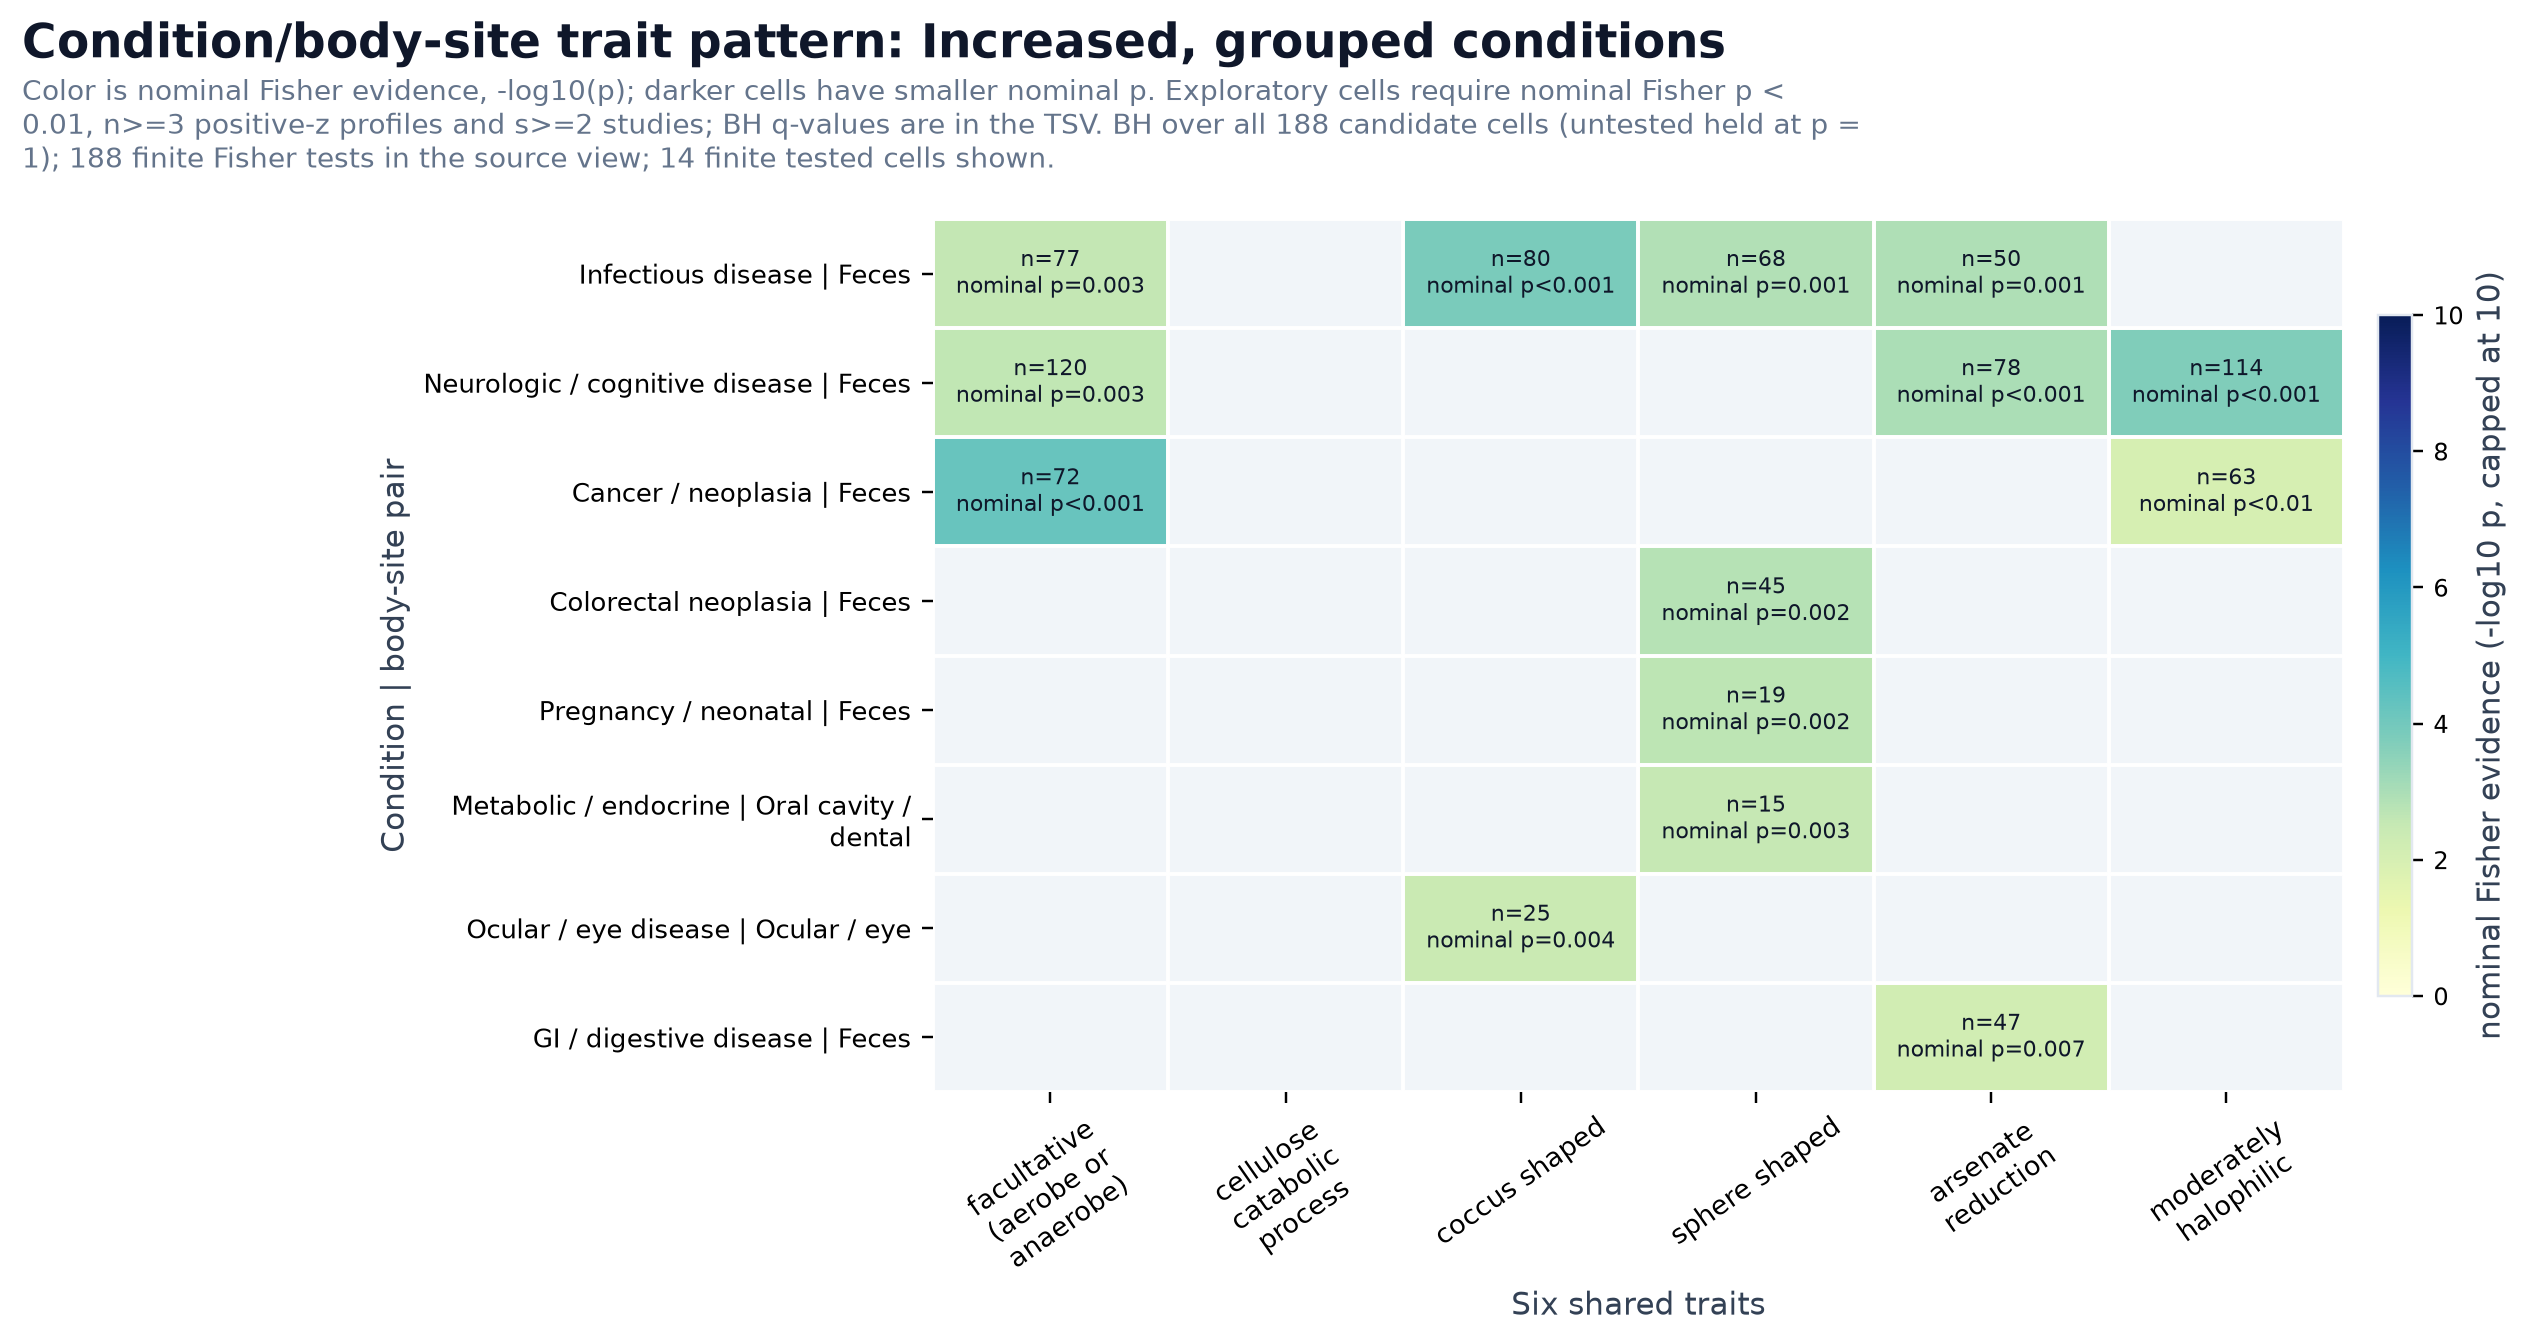 Condition/body-site trait pattern: Increased, grouped conditions
Color is nominal Fisher evidence, -log10(p); darker cells have smaller nominal p. Exploratory cells require nominal Fisher p <
0.01, n>=3 positive-z profiles and s>=2 studies; BH q-values are in the TSV. BH over all 188 candidate cells (untested held at p =
1); 188 finite Fisher tests in the source view; 14 finite tested cells shown.
Condition | body-site pair
Infectious disease | Feces
n=77
nominal p=0.003
n=80
nominal p<0.001
n=68
nominal p=0.001
n=50
nominal p=0.001
Neurologic / cognitive disease | Feces
n=120
nominal p=0.003
n=78
nominal p<0.001
n=114
nominal p<0.001
Cancer / neoplasia | Feces
n=72
nominal p<0.001
n=63
nominal p<0.01
Colorectal neoplasia | Feces
n=45
nominal p=0.002
Pregnancy / neonatal | Feces
n=19
nominal p=0.002
Metabolic / endocrine | Oral cavity /
dental
n=15
nominal p=0.003
Ocular / eye disease | Ocular / eye
n=25
nominal p=0.004
GI / digestive disease | Feces
n=47
nominal p=0.007
facultative
(aerobe or
anaerobe)
cellulose
catabolic
process
coccus shaped
sphere shaped
arsenate
reduction
moderately
halophilic
Six shared traits
10
8
6
4
2
0
nominal Fisher evidence (-log10 p, capped at 10)